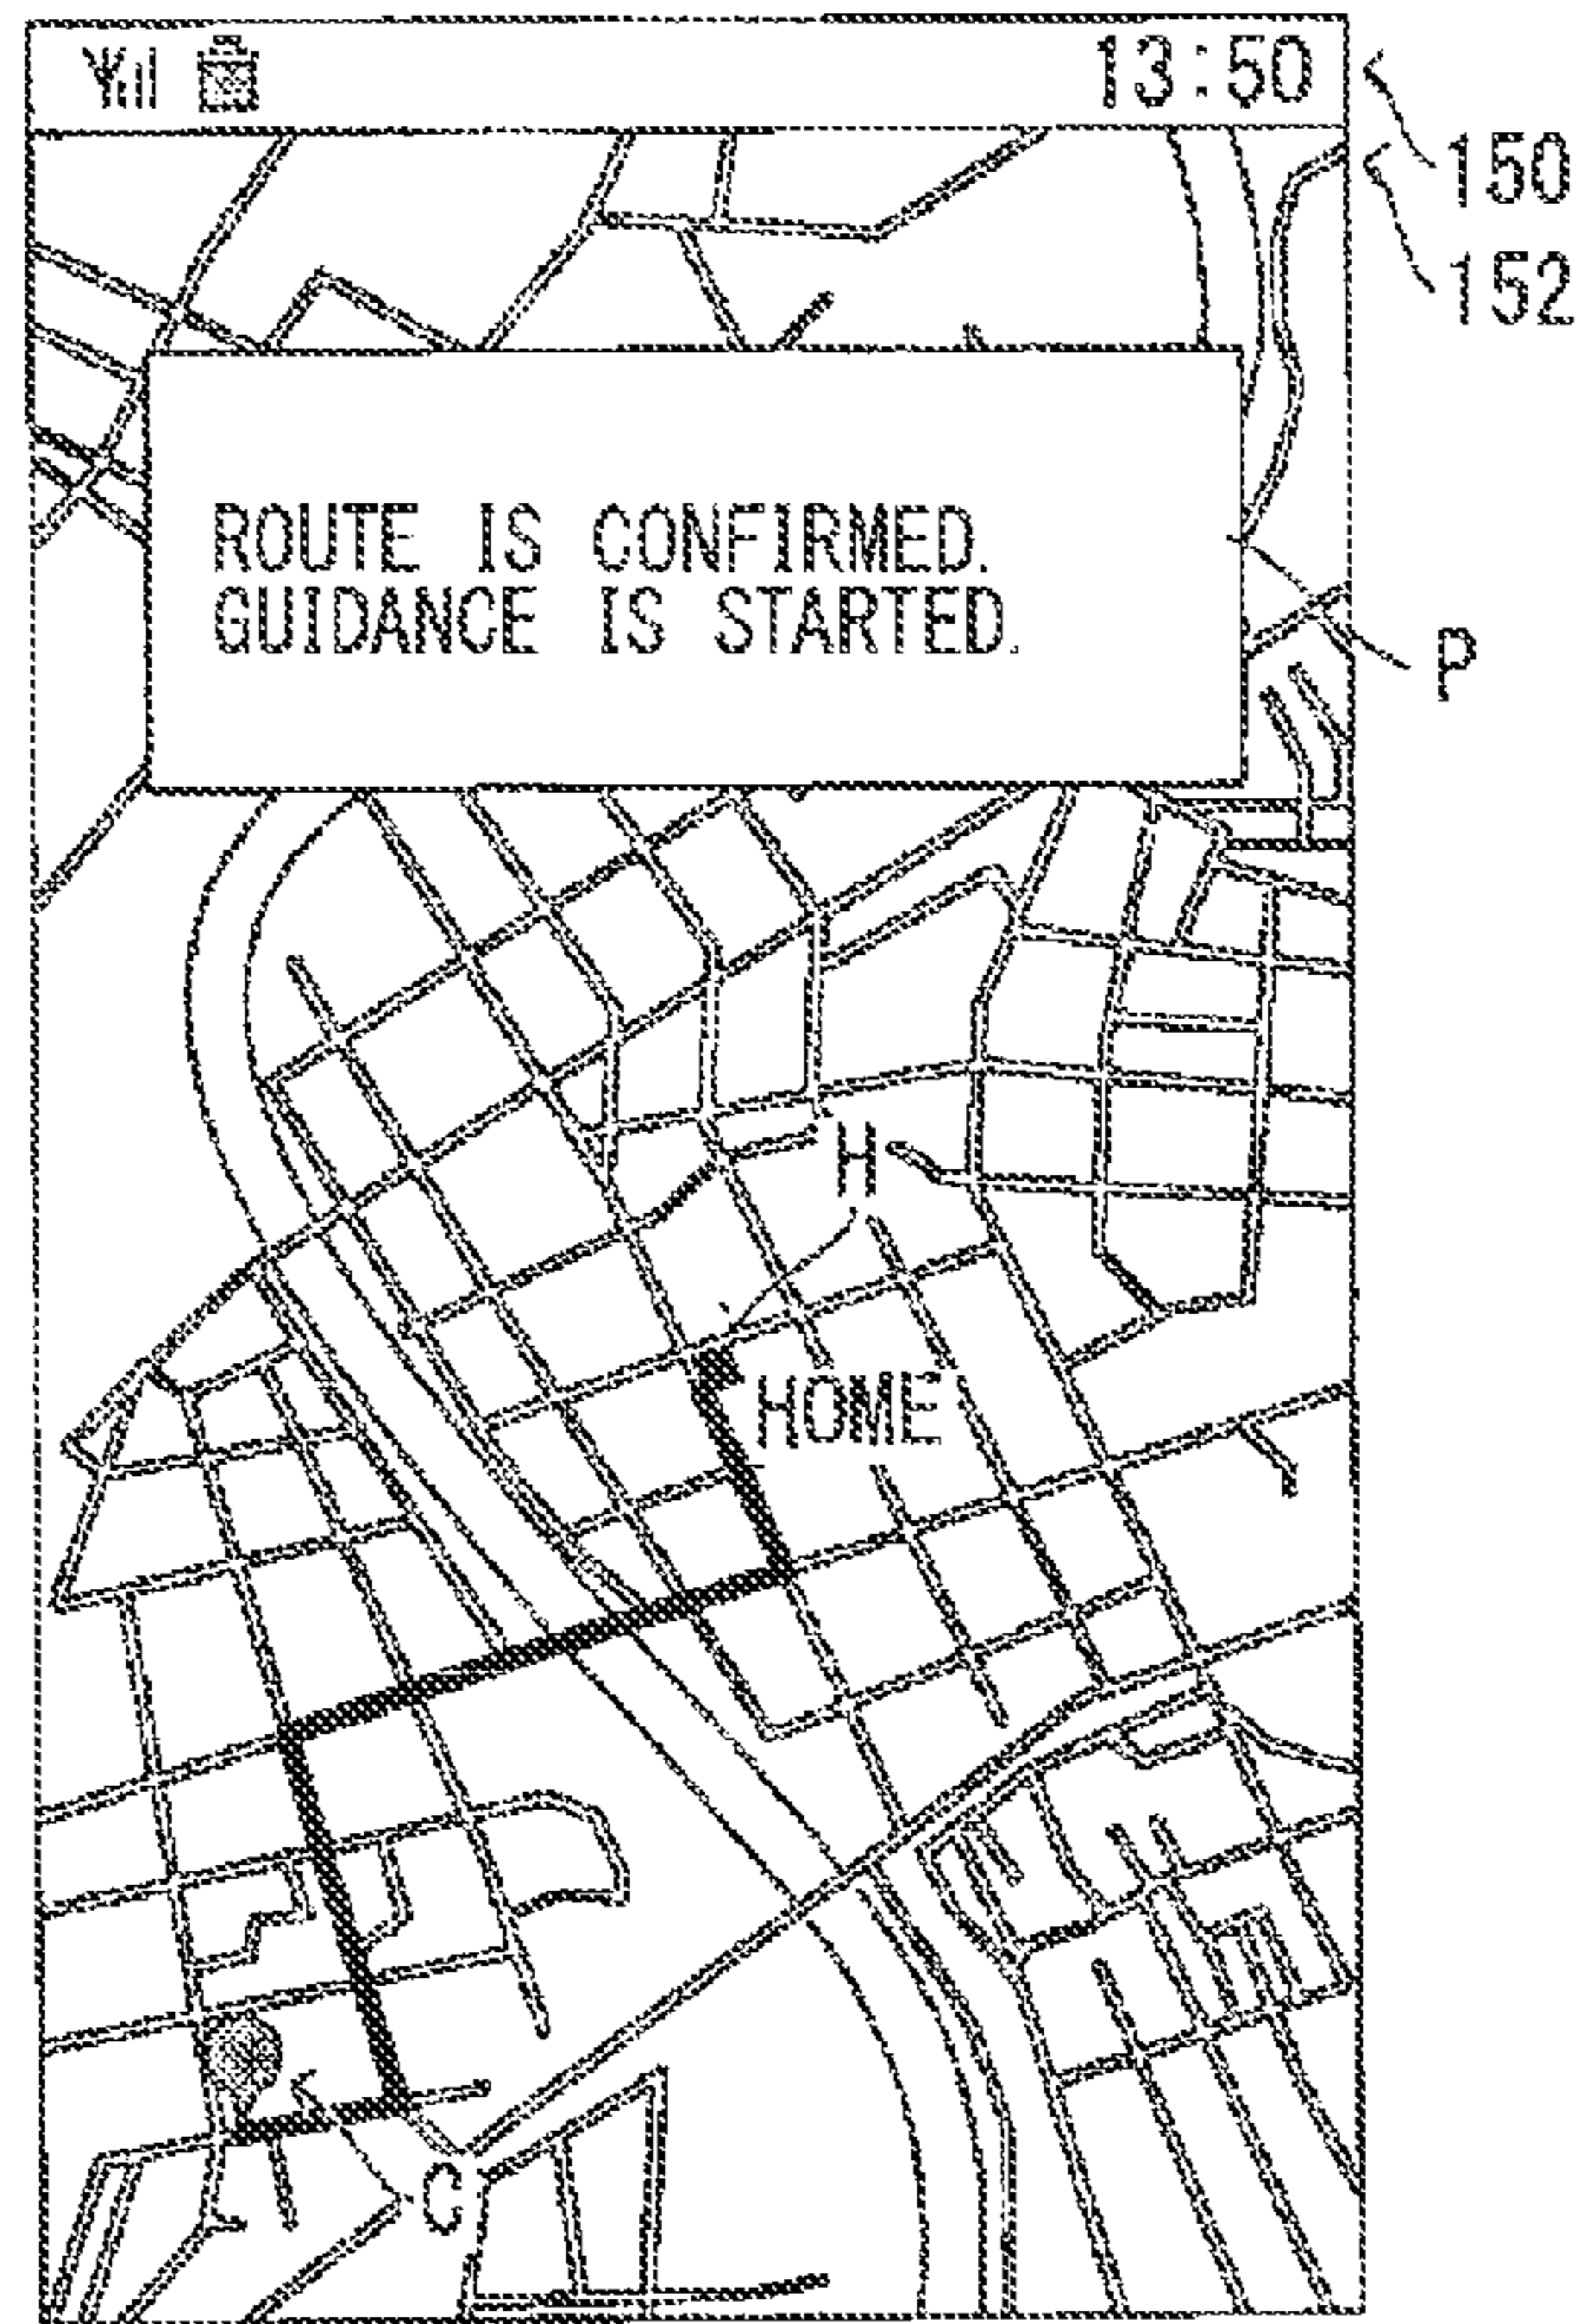 13:50
150
152
ROUTE IS CONFIRMED.
GUIDANCE IS STARTED.
P
H
HOME
C